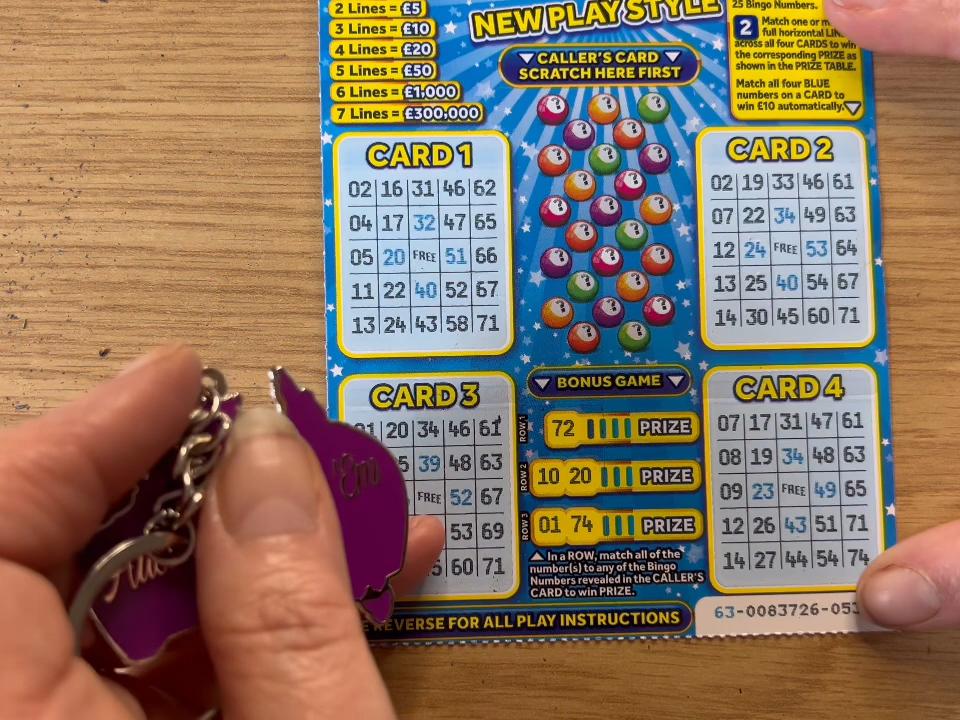 2 Lines = £5
3 Lines = £10
4 Lines = £20
5 Lines = £50
6 Lines = £1,000
7 Lines = £300,000
NEW PLAY STYLE
CALLER'S CARD
SCRATCH HERE FIRST
25 Bingo Numbers.
2 Match one or
full horizontal
across all four CARDS to win
the corresponding PRIZE as
shown in the PRIZE TABLE.
Match all four BLUE
numbers on a CARD to
win £10 automatically.
CARD 1
02 16 31 46 62
04 17 32 47 65
05 20 FREE 51 66
11 22 40 52 67
13 24 43 58 71
CARD 2
02 19 33 46 61
07 22 34 49 63
12 24 FREE 53 64
13 25 40 54 67
14 30 45 60 71
CARD 3
20 34 46 61
39 48 63
FREE 52 67
53 69
60 71
BONUS GAME
ROW 1 72 PRIZE
ROW 2 10 20 PRIZE
ROW 3 01 74 PRIZE
In a ROW, match all of the
number(s) to any of the Bingo
Numbers revealed in the CALLER'S
CARD to win PRIZE.
CARD 4
07 17 31 47 61
08 19 34 48 63
09 23 FREE 49 65
12 26 43 51 71
14 27 44 54 74
REVERSE FOR ALL PLAY INSTRUCTIONS
63-0083726-05
'Em